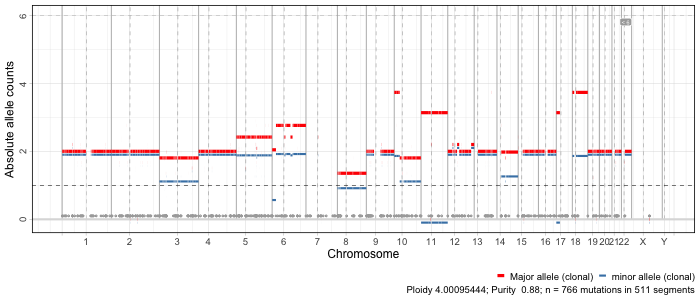 6
4
2
0
Absolute allele counts
1 2 3 4 5 6 7 8 9 10 11 12 13 14 15 16 17 18 19 20 21 22 X Y
Chromosome
Major allele (clonal) minor allele (clonal)
Ploidy 4.00095444; Purity 0.88; n = 766 mutations in 511 segments